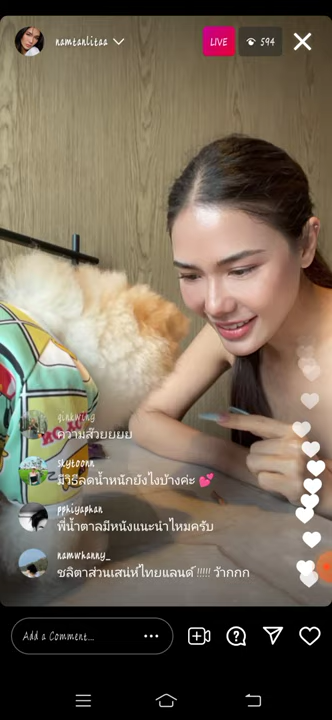 namtanlitaa
LIVE
594
ginkwing
ความส๊วยยยย
skytoonn
มีวิธีลดน้ำหนักยังไงบ้างค่ะ 💕
pphiyaphan
พี่น้ำตาลมีหนังแนะนำไหมครับ
namwhanny_
ชลิตาส่วนเสน่ห์ไทยแลนด์ !!!!! ว้ากกก
Add a Comment...